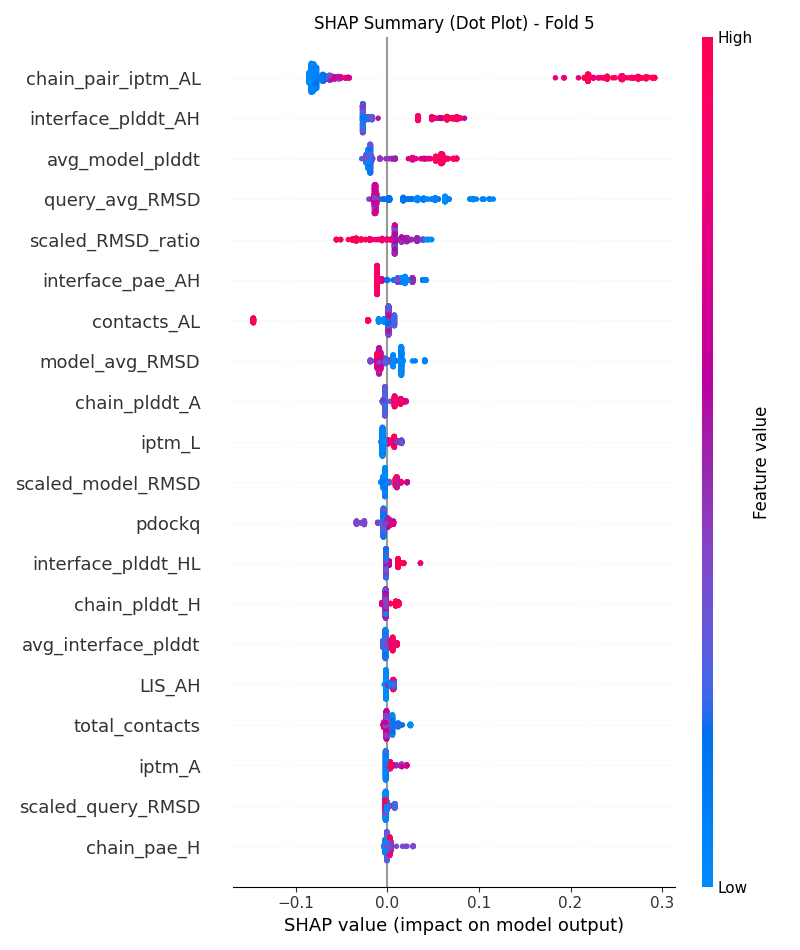 SHAP Summary (Dot Plot) - Fold 5
High
chain_pair_iptm_AL
interface_plddt_AH
avg_model_plddt
query_avg_RMSD
scaled_RMSD_ratio
interface_pae_AH
contacts_AL
model_avg_RMSD
chain_plddt_A
iptm_L
scaled_model_RMSD
pdockq
interface_plddt_HL
chain_plddt_H
avg_interface_plddt
LIS_AH
total_contacts
iptm_A
scaled_query_RMSD
chain_pae_H
Feature value
Low
−0.1 0.0 0.1 0.2 0.3
SHAP value (impact on model output)